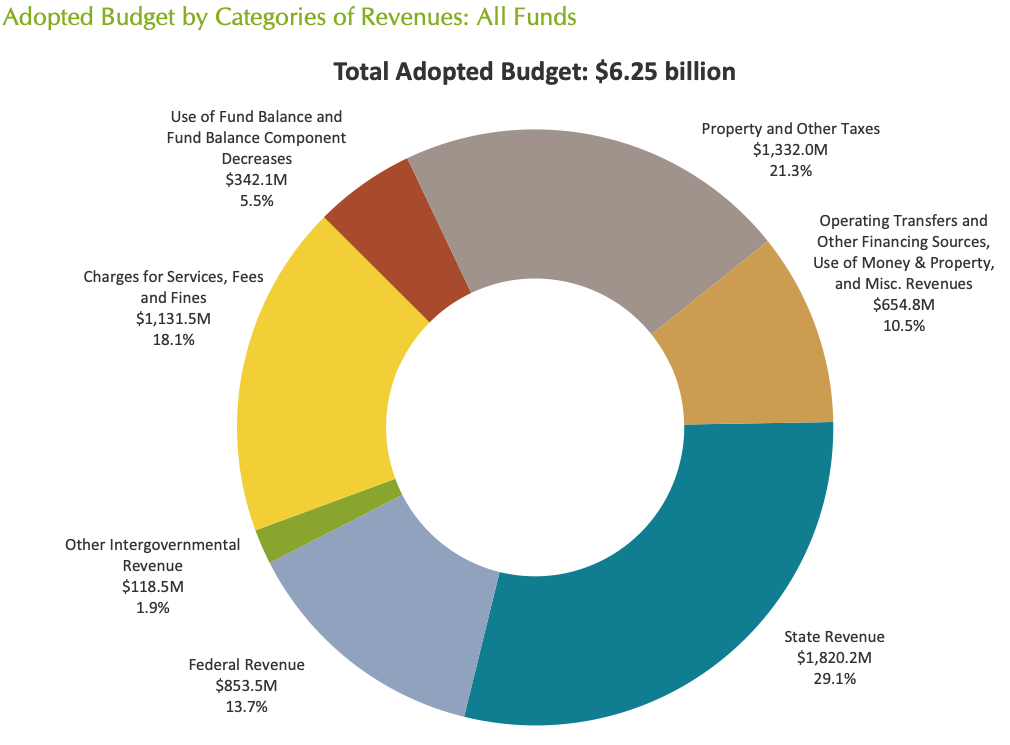 Adopted Budget by Categories of Revenues: All Funds
Total Adopted Budget: $6.25 billion
Use of Fund Balance and
Fund Balance Component
Decreases
$342.1M
5.5%
Property and Other Taxes
$1,332.0M
21.3%
Operating Transfers and
Other Financing Sources,
Use of Money & Property,
and Misc. Revenues
$654.8M
10.5%
Charges for Services, Fees
and Fines
$1,131.5M
18.1%
Other Intergovernmental
Revenue
$118.5M
1.9%
State Revenue
$1,820.2M
29.1%
Federal Revenue
$853.5M
13.7%